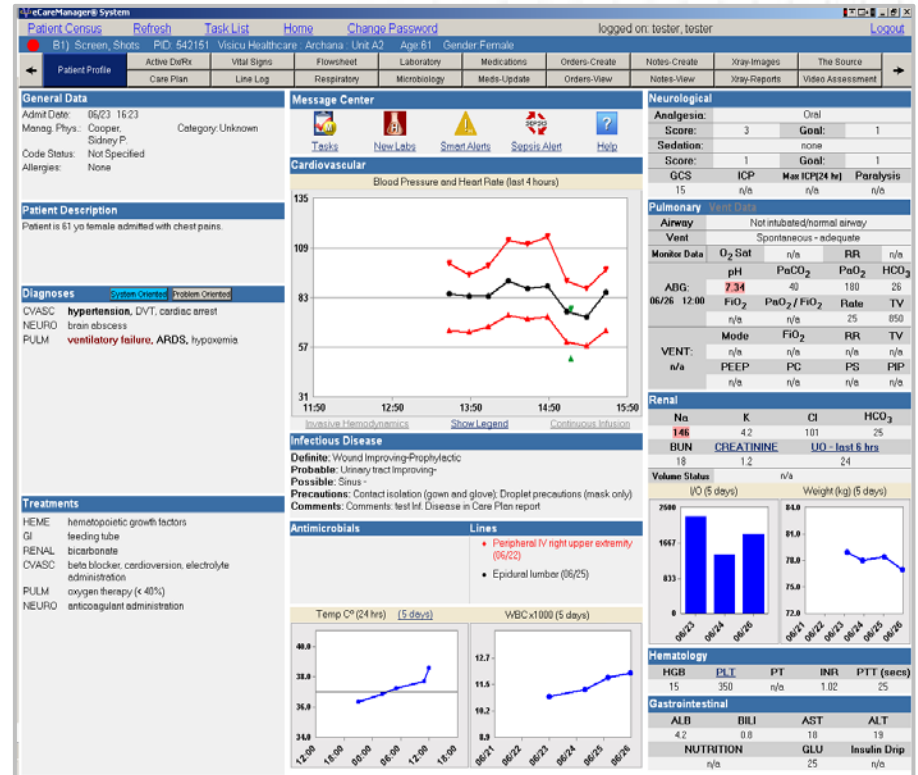 eCareManager® System
Patient Census Refresh Task List Home Change Password logged on: tester, tester Logout
B1) Screen, Shots PID: 542151 Visicu Healthcare : Archana : Unit A2 Age:61 Gender:Female
Patient Profile
Active Dx/Rx Vital Signs Flowsheet Laboratory Medications Orders-Create Notes-Create Xray-Images The Source
Care Plan Line Log Respiratory Microbiology Meds-Update Orders-View Notes-View Xray-Reports Video Assessment
General Data
Admit Date: 06/23 16:23
Manag. Phys.: Cooper, Category: Unknown
Sidney P.
Code Status: Not Specified
Allergies: None
Patient Description
Patient is 61 yo female admitted with chest pains.
Diagnoses System Oriented Problem Oriented
CVASC hypertension, DVT, cardiac arrest
NEURO brain abscess
PULM ventilatory failure, ARDS, hypoxemia
Treatments
HEME hematopoietic growth factors
GI feeding tube
RENAL bicarbonate
CVASC beta blocker, cardioversion, electrolyte
administration
PULM oxygen therapy (< 40%)
NEURO anticoagulant administration
Message Center
SEPSIS
Tasks New Labs Smart Alerts Sepsis Alert Help
Cardiovascular
Blood Pressure and Heart Rate (last 4 hours)
135
109
83
57
31
11:50 12:50 13:50 14:50 15:50
Invasive Hemodynamics Show Legend Continuous Infusion
Infectious Disease
Definite: Wound Improving-Prophylactic
Probable: Urinary tract Improving-
Possible: Sinus -
Precautions: Contact isolation (gown and glove); Droplet precautions (mask only)
Comments: Comments: test Inf. Disease in Care Plan report
Antimicrobials Lines
• Peripheral IV right upper extremity
(06/22)
• Epidural lumbar (06/25)
Temp Cº (24 hrs) (5 days)
40.0
38.0
36.0
34.0
12:00 18:00 00:00 06:00 12:00 18:00
WBC x1000 (5 days)
12.7
11.5
10.2
8.9
06/21 06/22 06/23 06/24 06/25 06/26
Neurological
Analgesia: Oral
Score: 3 Goal: 1
Sedation: none
Score: 1 Goal: 1
GCS ICP Max ICP[24 hr] Paralysis
15 n/a n/a n/a
Pulmonary Vent Data
Airway Not intubated/normal airway
Vent Spontaneous - adequate
Monitor Data O2 Sat n/a RR n/a
pH PaCO2 PaO2 HCO3
ABG: 7.34 40 180 26
06/26 12:00 FiO2 PaO2 / FiO2 Rate TV
n/a n/a 25 850
Mode FiO2 RR TV
VENT: n/a n/a n/a n/a
n/a PEEP PC PS PIP
n/a n/a n/a n/a
Renal
Na K Cl HCO3
146 4.2 101 25
BUN CREATININE UO - last 6 hrs
18 1.2 24
Volume Status n/a
I/O (5 days)
2500
1667
833
0
06/23 06/24 06/26
Weight (kg) (5 days)
84.0
81.0
78.0
75.0
72.0
06/21 06/22 06/23 06/24 06/25 06/26
Hematology
HGB PLT PT INR PTT (secs)
15 350 n/a 1.02 25
Gastrointestinal
ALB BILI AST ALT
4.2 0.8 18 19
NUTRITION GLU Insulin Drip
n/a 25 n/a